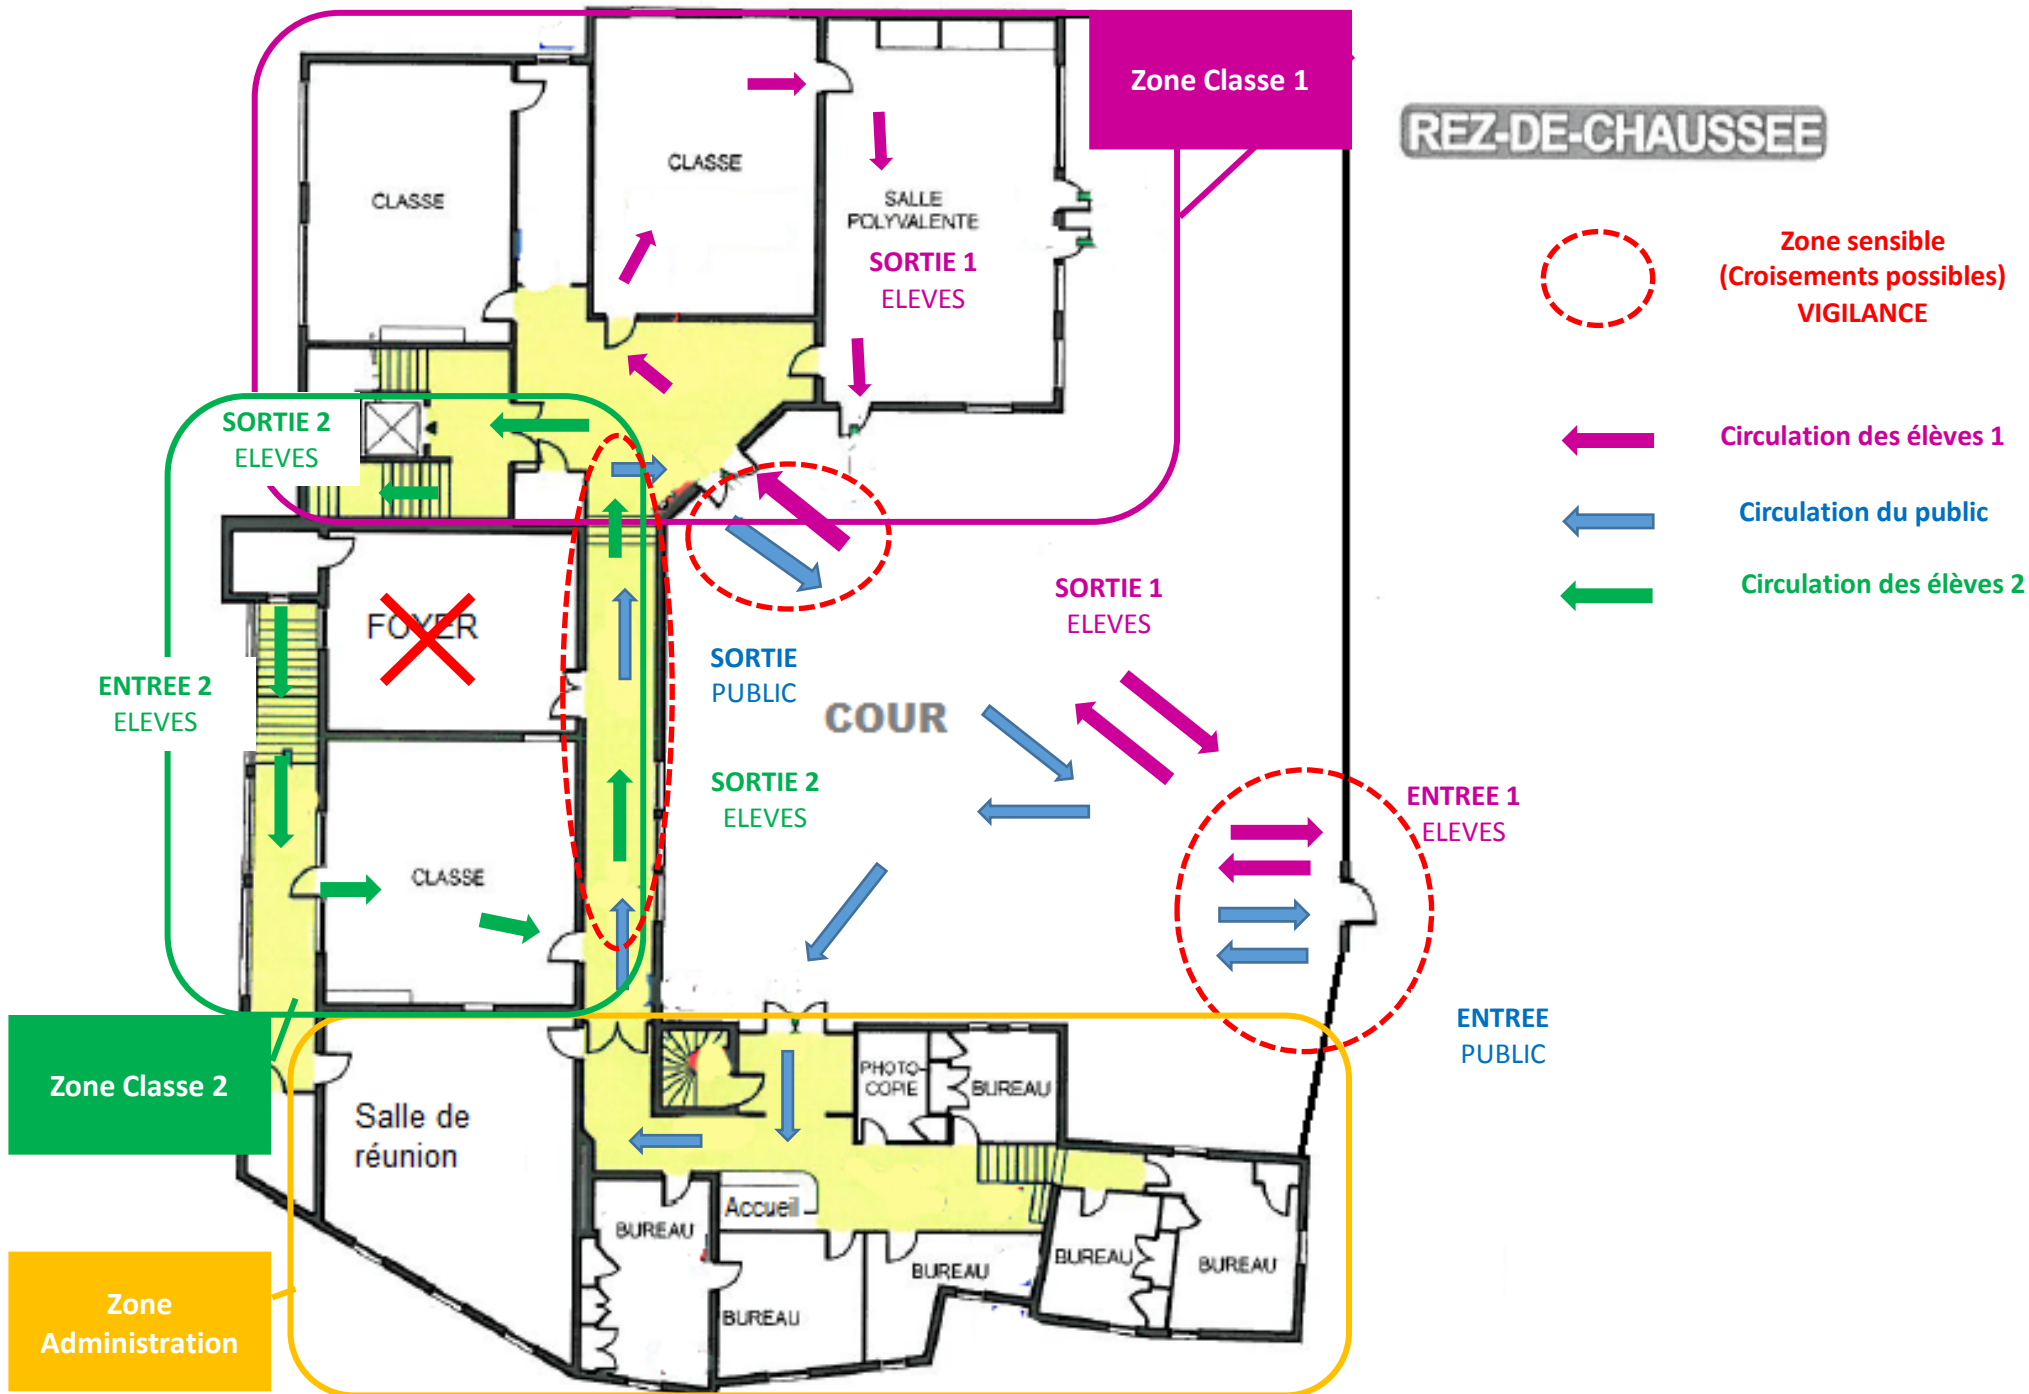 Zone Classe 1
REZ-DE-CHAUSSEE
CLASSE
CLASSE
SALLE
POLYVALENTE
SORTIE 1
ELEVES
Zone sensible
(Croisements possibles)
VIGILANCE
Circulation des élèves 1
Circulation du public
Circulation des élèves 2
SORTIE 2
ELEVES
FOYER
ENTREE 2
ELEVES
SORTIE 1
ELEVES
SORTIE
PUBLIC
COUR
SORTIE 2
ELEVES
ENTREE 1
ELEVES
CLASSE
ENTREE
PUBLIC
Zone Classe 2
Salle de
réunion
PHOTO-
COPIE
BUREAU
Accueil
BUREAU
BUREAU
BUREAU
BUREAU
BUREAU
Zone
Administration